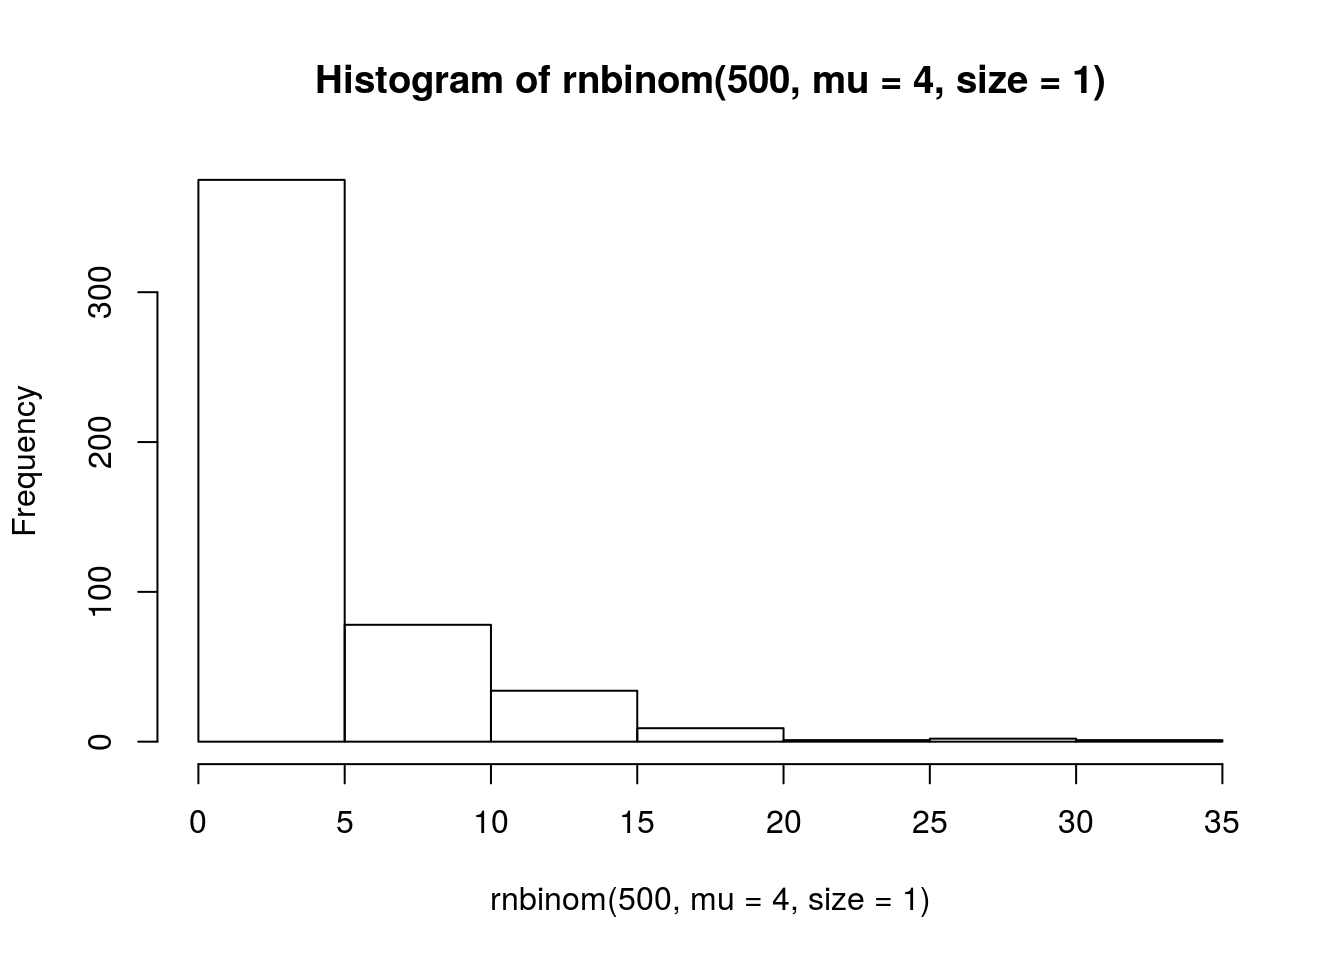 Histogram of rnbinom(500, mu = 4, size = 1)
Frequency
300
200
100
0
0 5 10 15 20 25 30 35
rnbinom(500, mu = 4, size = 1)